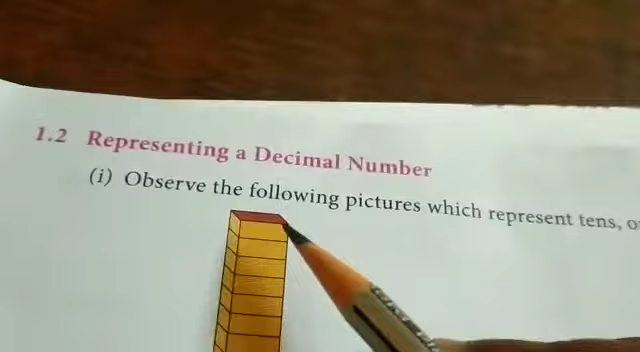 1.2 Representing a Decimal Number
(i) Observe the following pictures which represent tens,